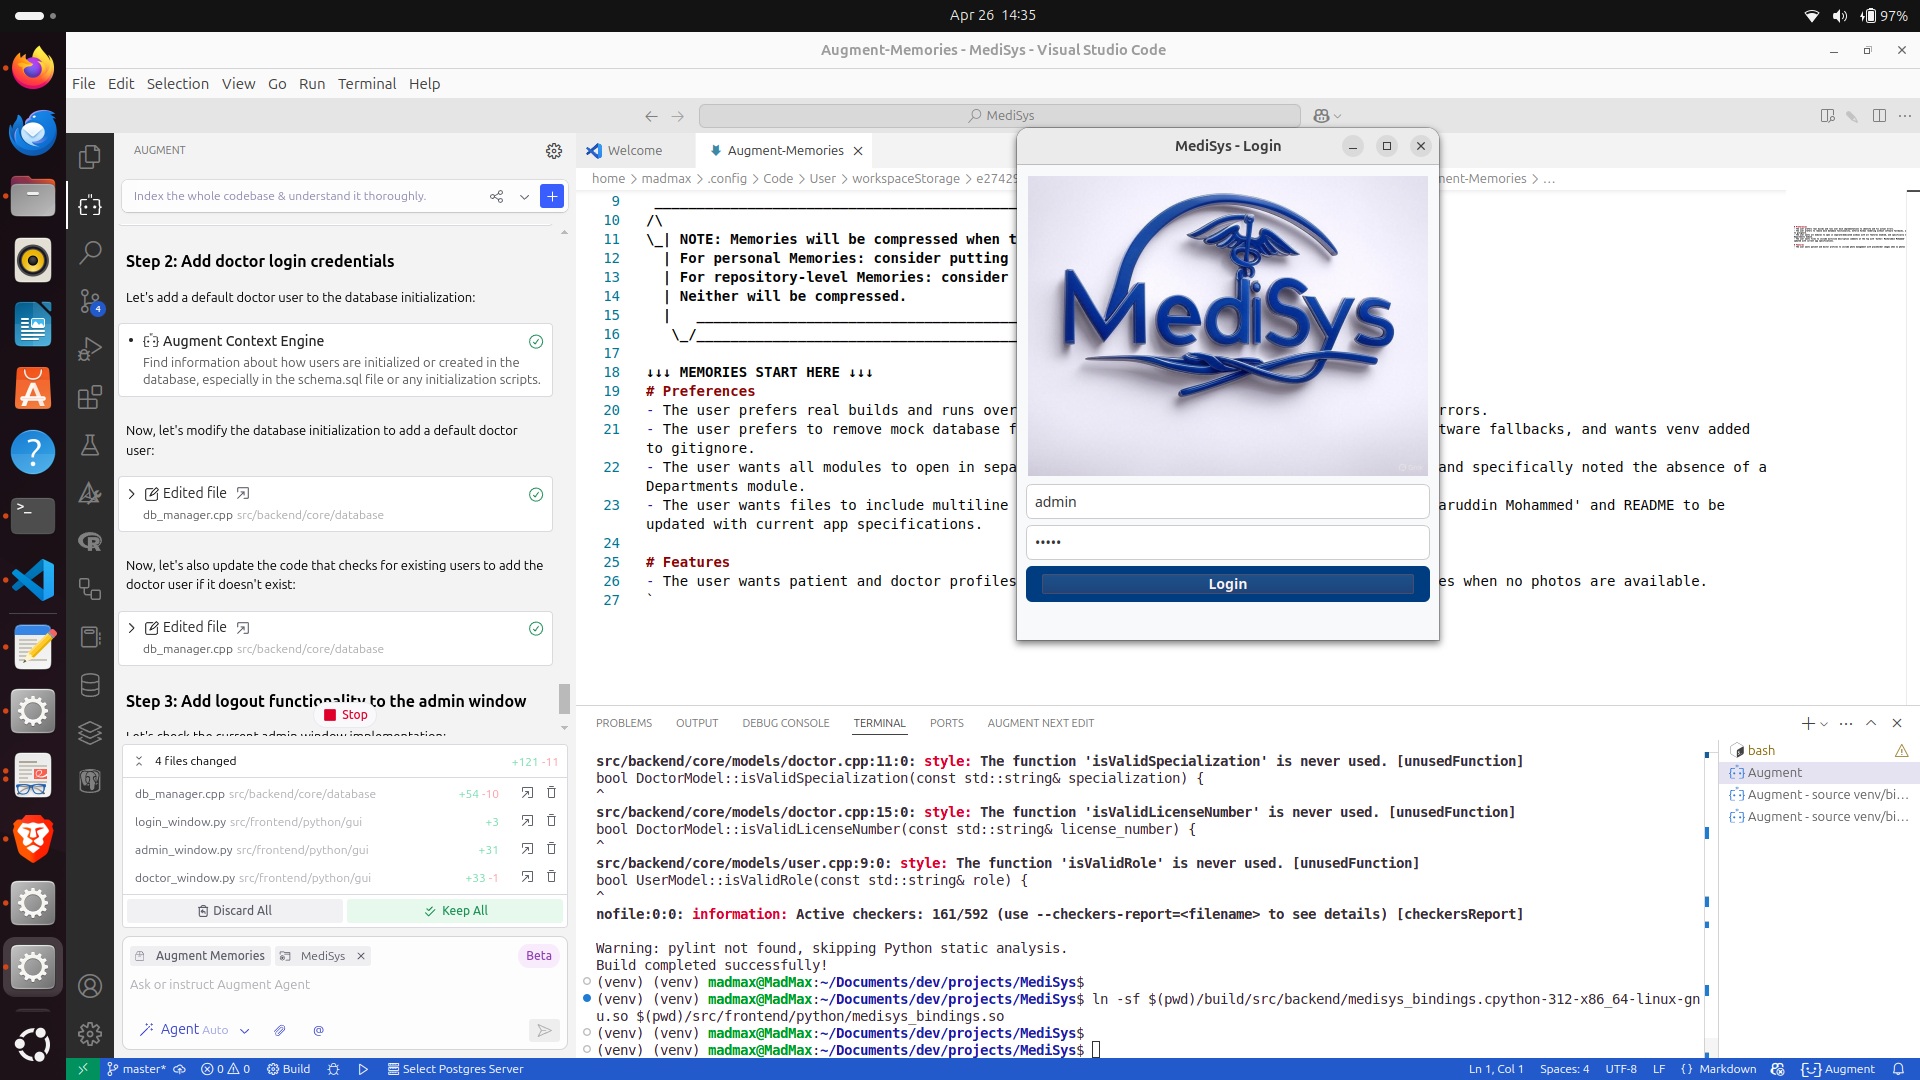 Apr 26 14:35
97%
Augment-Memories - MediSys - Visual Studio Code
File Edit Selection View Go Run Terminal Help
MediSys
AUGMENT
Index the whole codebase & understand it thoroughly.
Step 2: Add doctor login credentials
Let's add a default doctor user to the database initialization:
Augment Context Engine
Find information about how users are initialized or created in the
database, especially in the schema.sql file or any initialization scripts.
Now, let's modify the database initialization to add a default doctor
user:
Edited file
db_manager.cpp src/backend/core/database
Now, let's also update the code that checks for existing users to add the
doctor user if it doesn't exist:
Edited file
db_manager.cpp src/backend/core/database
Step 3: Add logout functionality to the admin window
Stop
Let's check the current admin window implementation:
4 files changed +121 -11
db_manager.cpp src/backend/core/database +54 -10
login_window.py src/frontend/python/gui +3
admin_window.py src/frontend/python/gui +31
doctor_window.py src/frontend/python/gui +33 -1
Discard All Keep All
Augment Memories MediSys Beta
Ask or instruct Augment Agent
Agent Auto @
4
Welcome Augment-Memories
home > madmax > .config > Code > User > workspaceStorage > e2742
ment-Memories > ...
9 ___________________________________________
10 /\
11 \_| NOTE: Memories will be compressed when t
12 | For personal Memories: consider putting
13 | For repository-level Memories: consider
14 | Neither will be compressed.
15 | ______________________________________
16 \_/______________________________________
17
18 ↓↓↓ MEMORIES START HERE ↓↓↓
19 # Preferences
20 - The user prefers real builds and runs over rrors.
21 - The user prefers to remove mock database f tware fallbacks, and wants venv added
to gitignore.
22 - The user wants all modules to open in sepa and specifically noted the absence of a
Departments module.
23 - The user wants files to include multiline aruddin Mohammed' and README to be
updated with current app specifications.
24
25 # Features
26 - The user wants patient and doctor profiles es when no photos are available.
27 `
MediSys - Login
MediSys
admin
•••••
Login
PROBLEMS OUTPUT DEBUG CONSOLE TERMINAL PORTS AUGMENT NEXT EDIT
src/backend/core/models/doctor.cpp:11:0: style: The function 'isValidSpecialization' is never used. [unusedFunction]
bool DoctorModel::isValidSpecialization(const std::string& specialization) {
^
src/backend/core/models/doctor.cpp:15:0: style: The function 'isValidLicenseNumber' is never used. [unusedFunction]
bool DoctorModel::isValidLicenseNumber(const std::string& license_number) {
^
src/backend/core/models/user.cpp:9:0: style: The function 'isValidRole' is never used. [unusedFunction]
bool UserModel::isValidRole(const std::string& role) {
^
nofile:0:0: information: Active checkers: 161/592 (use --checkers-report=<filename> to see details) [checkersReport]
Warning: pylint not found, skipping Python static analysis.
Build completed successfully!
(venv) (venv) madmax@MadMax:~/Documents/dev/projects/MediSys$
(venv) (venv) madmax@MadMax:~/Documents/dev/projects/MediSys$ ln -sf $(pwd)/build/src/backend/medisys_bindings.cpython-312-x86_64-linux-gn
u.so $(pwd)/src/frontend/python/medisys_bindings.so
(venv) (venv) madmax@MadMax:~/Documents/dev/projects/MediSys$
(venv) (venv) madmax@MadMax:~/Documents/dev/projects/MediSys$
bash
Augment
Augment - source venv/bi...
Augment - source venv/bi...
master* 0 0 Build Select Postgres Server
Ln 1, Col 1 Spaces: 4 UTF-8 LF { } Markdown Augment